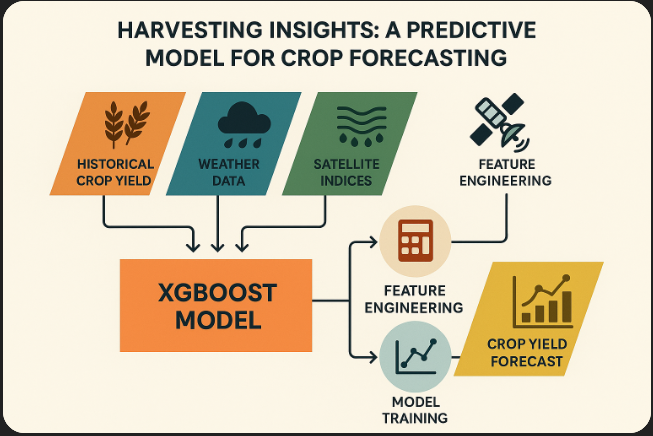 HARVESTING INSIGHTS: A PREDICTIVE
MODEL FOR CROP FORECASTING
HISTORICAL
CROP YIELD
WEATHER
DATA
SATELLITE
INDICES
FEATURE
ENGINEERING
XGBOOST
MODEL
FEATURE
ENGINEERING
CROP YIELD
FORECAST
MODEL
TRAINING